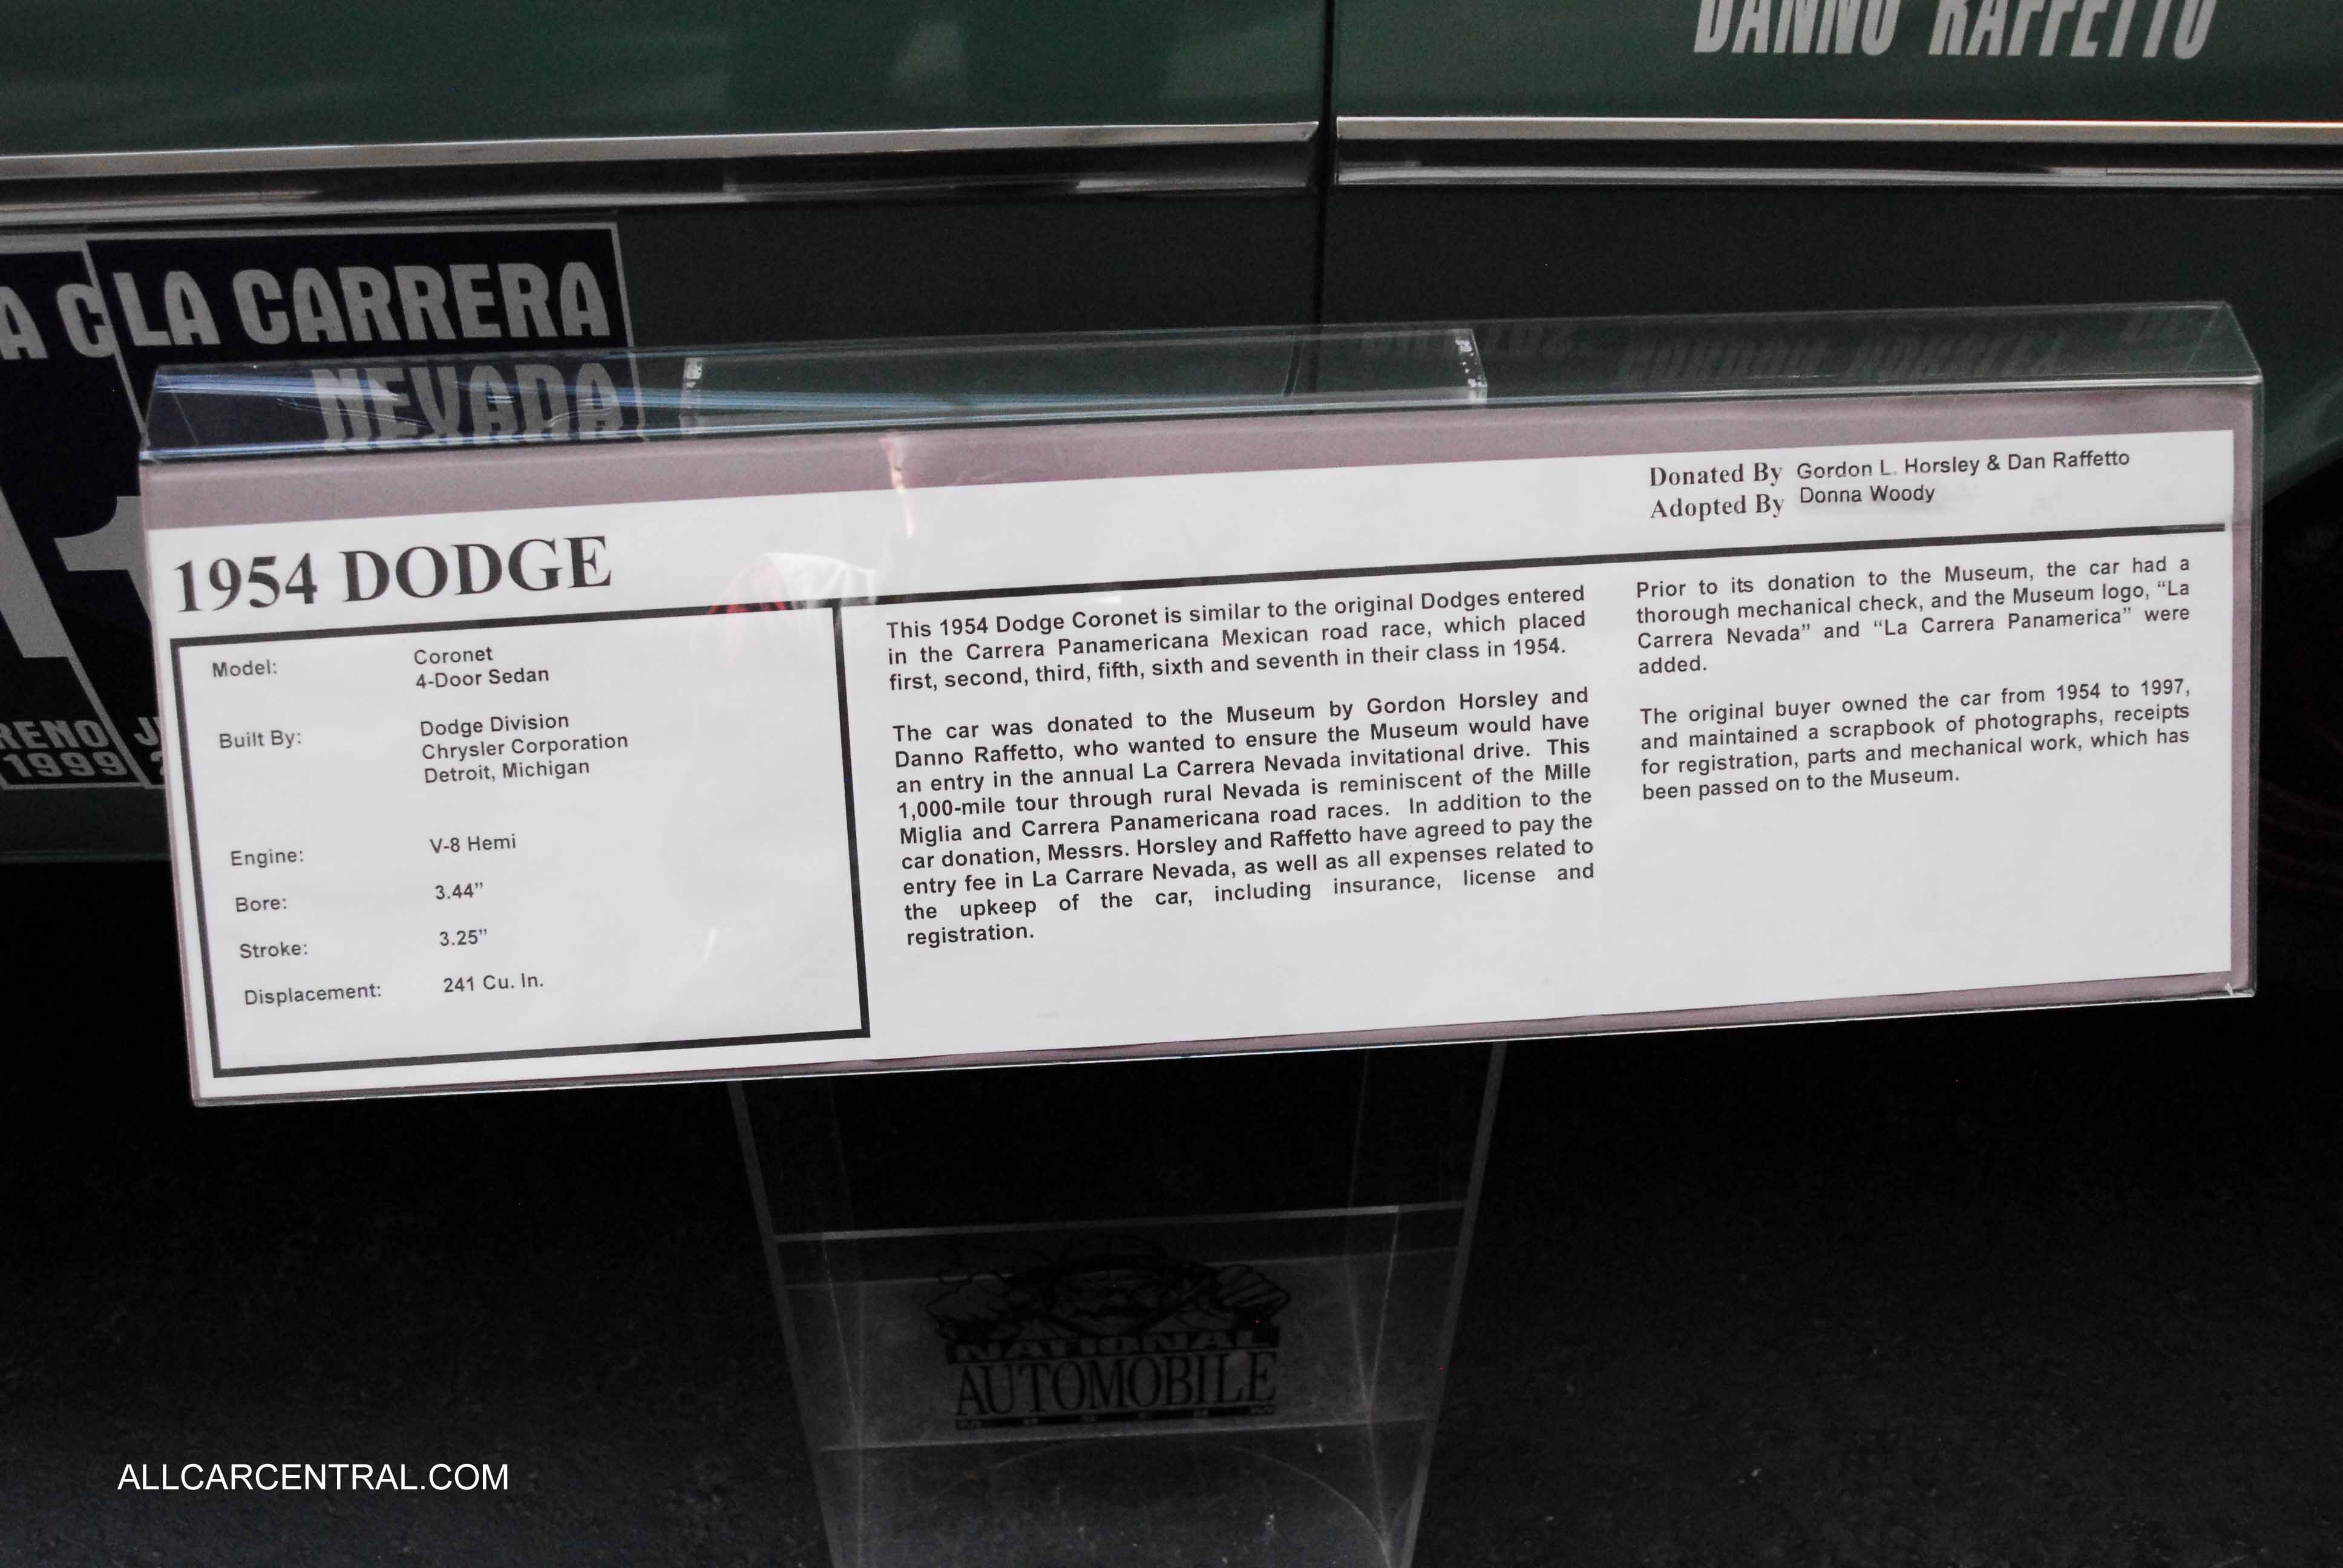 DANNO RAFFETTO
A C LA CARRERA
NEVADA
RENO
1999
Donated By Gordon L. Horsley & Dan Raffetto
Adopted By Donna Woody
1954 DODGE
Model: Coronet
4-Door Sedan
Built By: Dodge Division
Chrysler Corporation
Detroit, Michigan
Engine: V-8 Hemi
Bore: 3.44”
Stroke: 3.25”
Displacement: 241 Cu. In.
This 1954 Dodge Coronet is similar to the original Dodges entered
in the Carrera Panamericana Mexican road race, which placed
first, second, third, fifth, sixth and seventh in their class in 1954.
The car was donated to the Museum by Gordon Horsley and
Danno Raffetto, who wanted to ensure the Museum would have
an entry in the annual La Carrera Nevada invitational drive. This
1,000-mile tour through rural Nevada is reminiscent of the Mille
Miglia and Carrera Panamericana road races. In addition to the
car donation, Messrs. Horsley and Raffetto have agreed to pay the
entry fee in La Carrare Nevada, as well as all expenses related to
the upkeep of the car, including insurance, license and
registration.
Prior to its donation to the Museum, the car had a
thorough mechanical check, and the Museum logo, “La
Carrera Nevada” and “La Carrera Panamerica” were
added.
The original buyer owned the car from 1954 to 1997,
and maintained a scrapbook of photographs, receipts
for registration, parts and mechanical work, which has
been passed on to the Museum.
NATIONAL
AUTOMOBILE
MUSEUM
ALLCARCENTRAL.COM